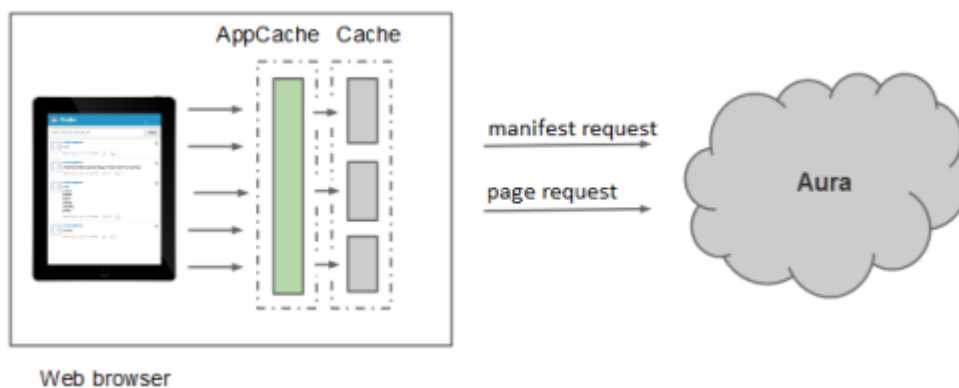 AppCache Cache
manifest request
page request
Aura
Web browser